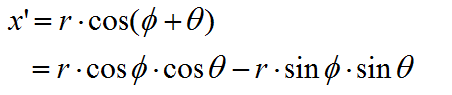 x' = r · cos(ϕ + θ)
= r · cos ϕ · cos θ − r · sin ϕ · sin θ